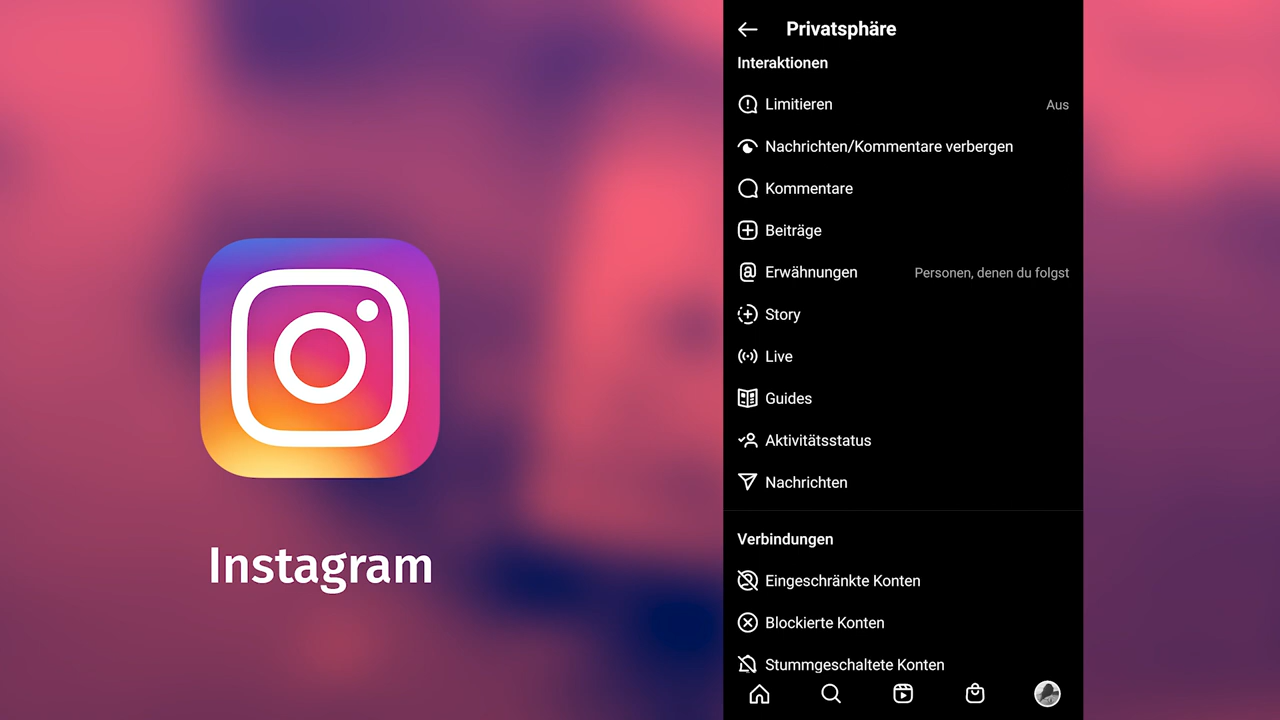 Instagram
Privatsphäre
Interaktionen
Limitieren Aus
Nachrichten/Kommentare verbergen
Kommentare
Beiträge
Erwähnungen Personen, denen du folgst
Story
Live
Guides
Aktivitätsstatus
Nachrichten
Verbindungen
Eingeschränkte Konten
Blockierte Konten
Stummgeschaltete Konten